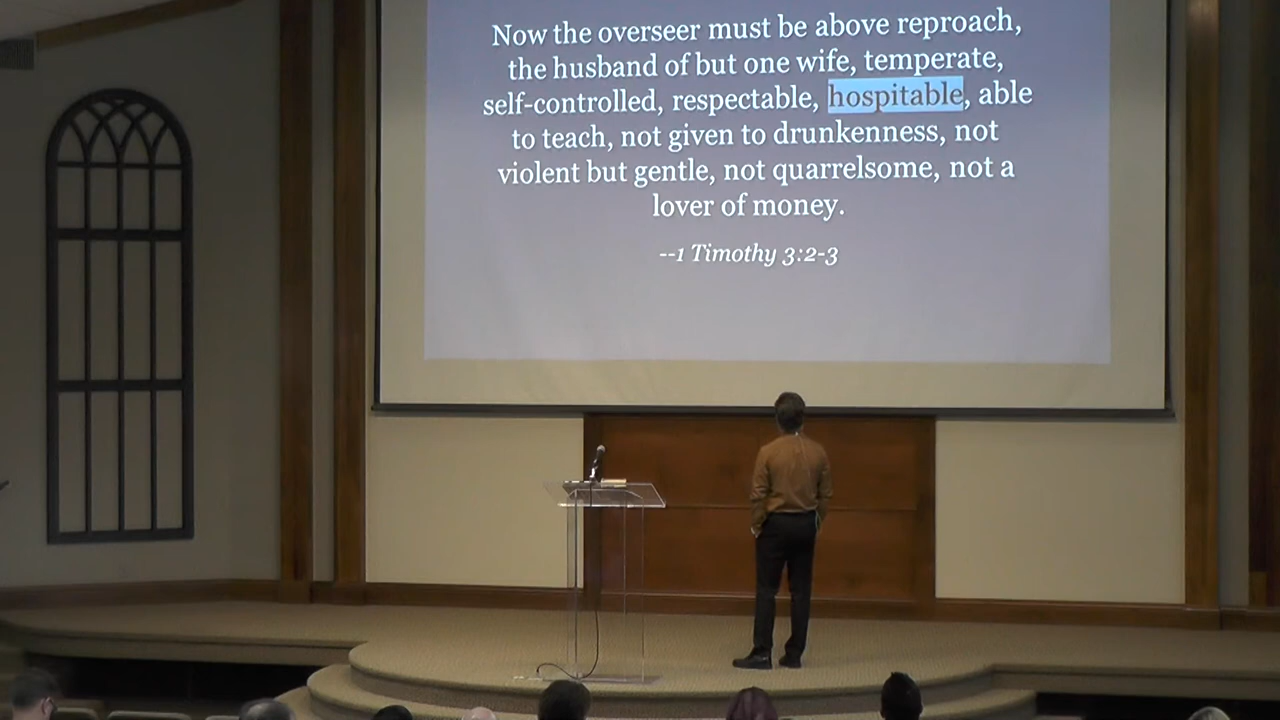 Now the overseer must be above reproach,
the husband of but one wife, temperate,
self-controlled, respectable, hospitable, able
to teach, not given to drunkenness, not
violent but gentle, not quarrelsome, not a
lover of money.
--1 Timothy 3:2-3